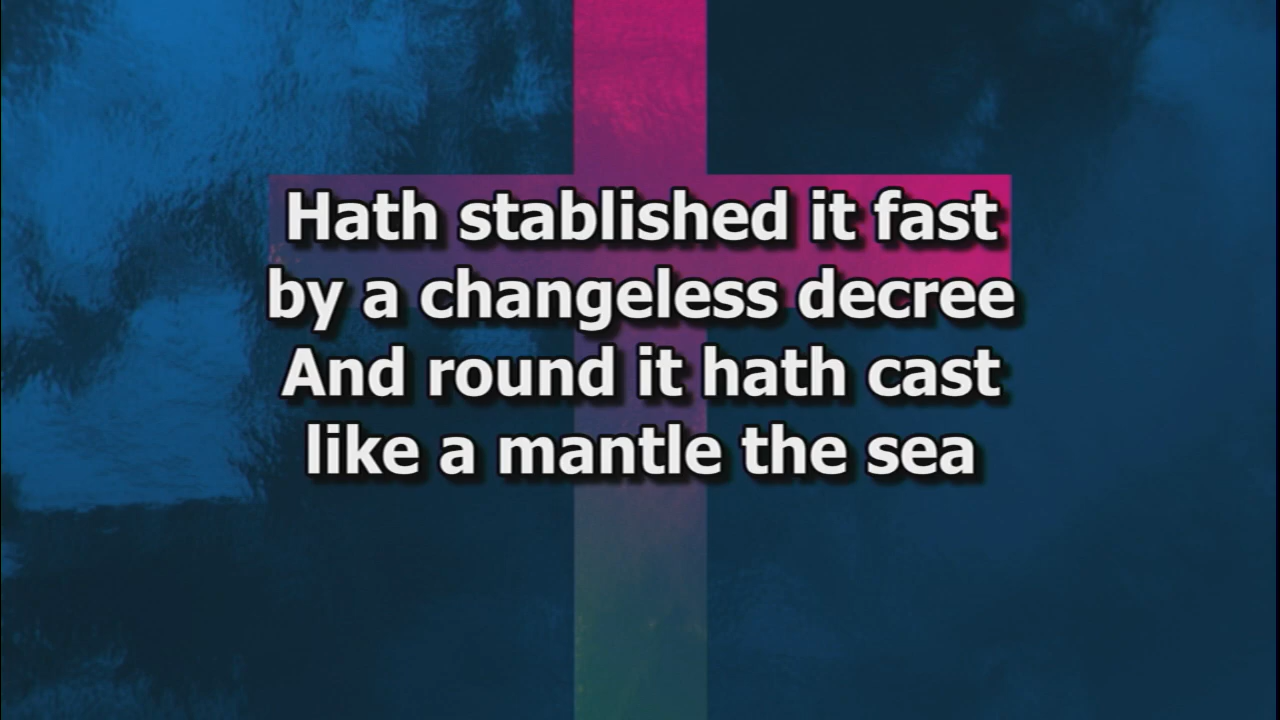 Hath stablished it fast
by a changeless decree
And round it hath cast
like a mantle the sea